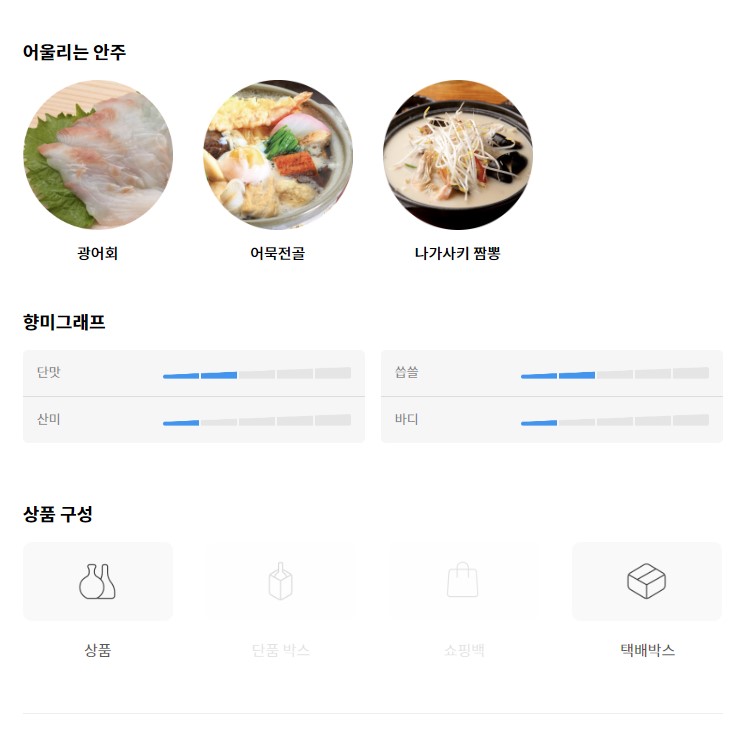 어울리는 안주
광어회
어묵전골
나가사키 짬뽕
향미그래프
단맛
씁쓸
산미
바디
상품 구성
상품
단품 박스
쇼핑백
택배박스